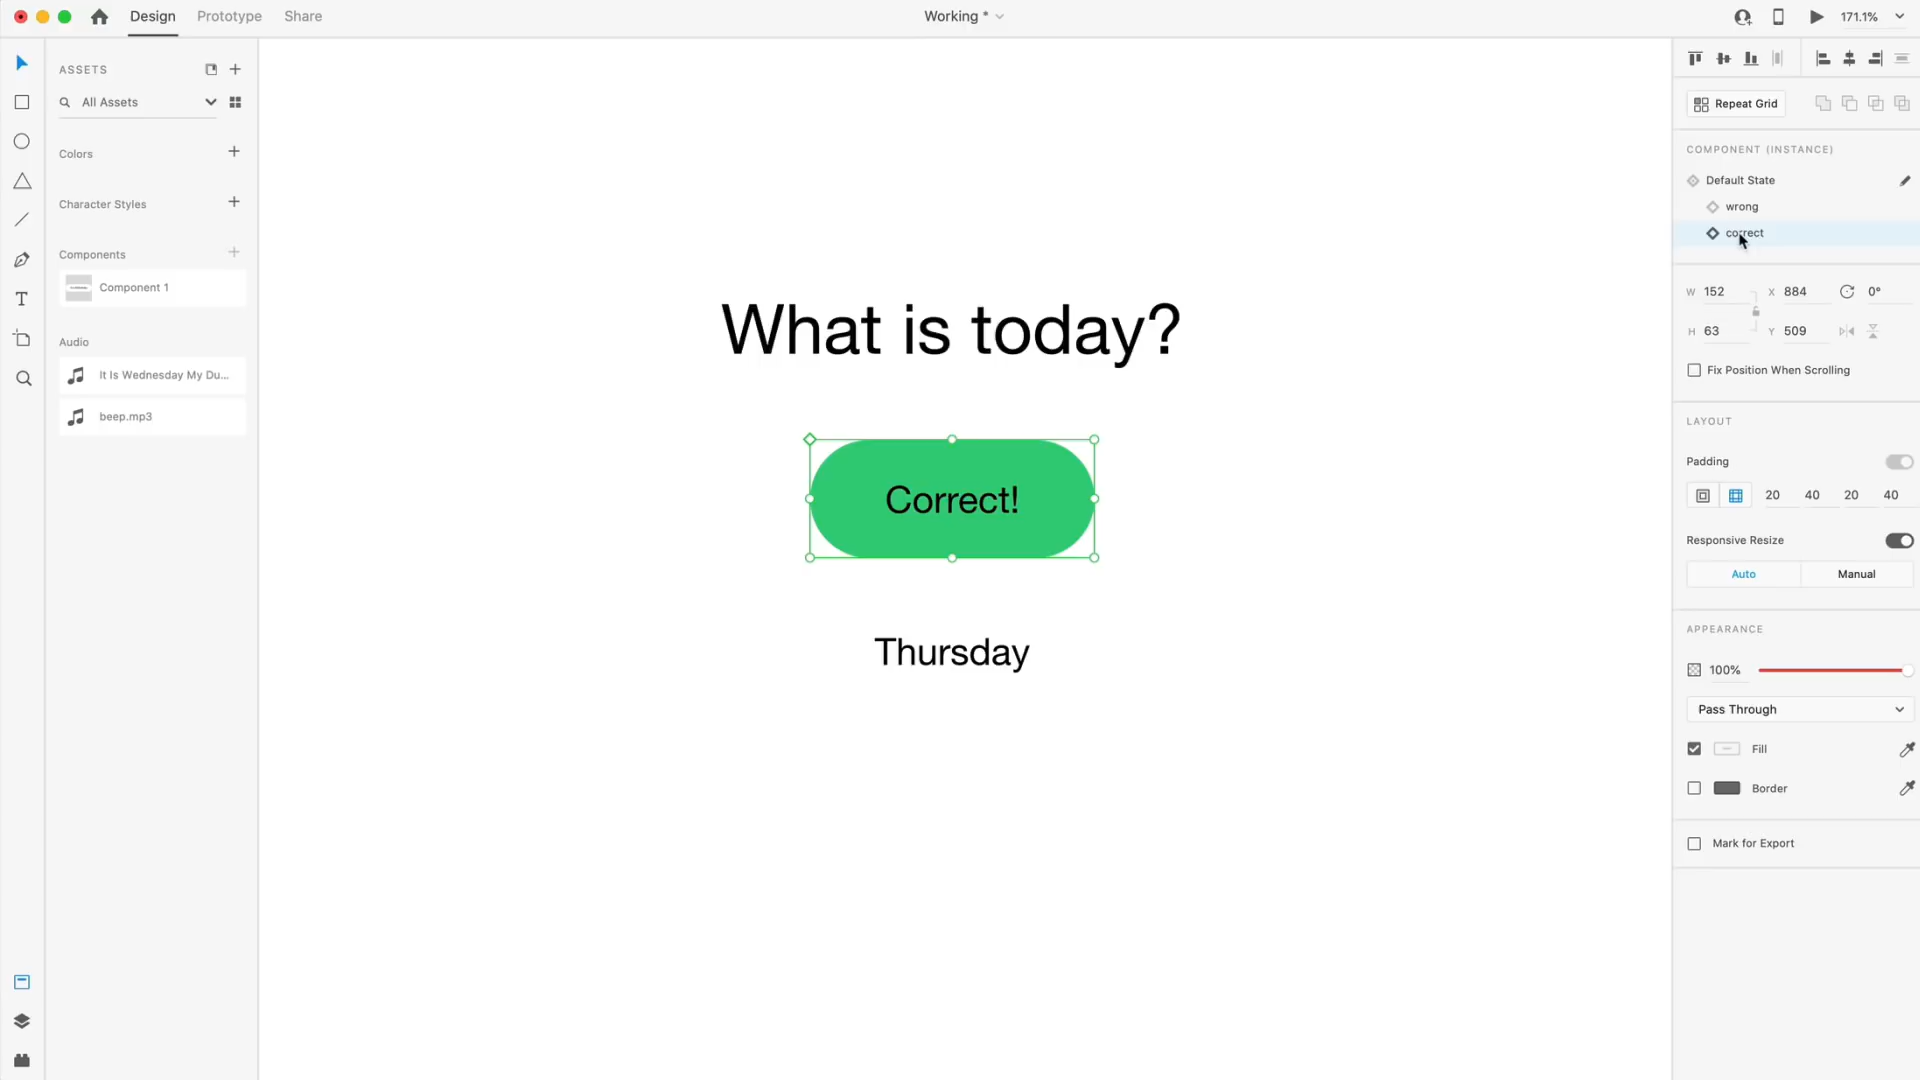 Design
Prototype
Share
Working *
171.1%
ASSETS
All Assets
Colors
Character Styles
Components
Component 1
Audio
It Is Wednesday My Du...
beep.mp3
What is today?
Correct!
Thursday
Repeat Grid
COMPONENT (INSTANCE)
Default State
wrong
correct
W 152 X 884 0°
H 63 Y 509
Fix Position When Scrolling
LAYOUT
Padding
20 40 20 40
Responsive Resize
Auto Manual
APPEARANCE
100%
Pass Through
Fill
Border
Mark for Export